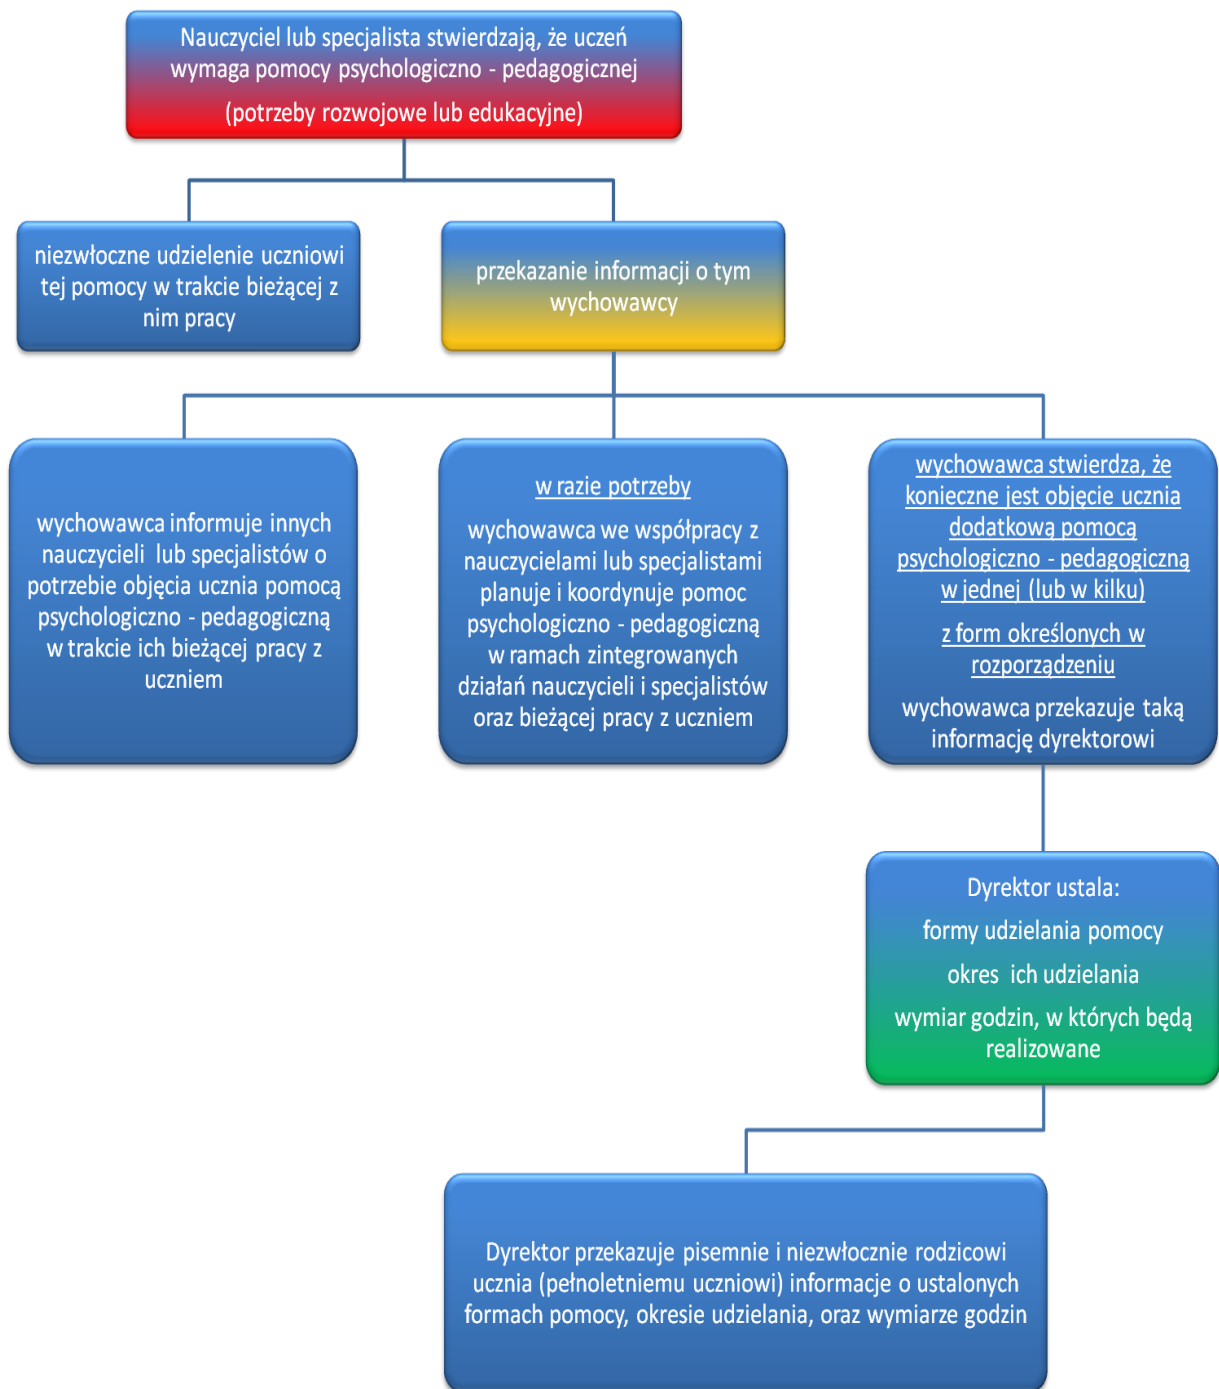 Nauczyciel lub specjalista stwierdzają, że uczeń
wymaga pomocy psychologiczno - pedagogicznej
(potrzeby rozwojowe lub edukacyjne)
niezwłoczne udzielenie uczniowi
tej pomocy w trakcie bieżącej z
nim pracy
przekazanie informacji o tym
wychowawcy
wychowawca informuje innych
nauczycieli lub specjalistów o
potrzebie objęcia ucznia pomocą
psychologiczno - pedagogiczną
w trakcie ich bieżącej pracy z
uczniem
w razie potrzeby
wychowawca we współpracy z
nauczycielami lub specjalistami
planuje i koordynuje pomoc
psychologiczno - pedagogiczną
w ramach zintegrowanych
działań nauczycieli i specjalistów
oraz bieżącej pracy z uczniem
wychowawca stwierdza, że
konieczne jest objęcie ucznia
dodatkową pomocą
psychologiczno - pedagogiczną
w jednej (lub w kilku)
z form określonych w
rozporządzeniu
wychowawca przekazuje taką
informację dyrektorowi
Dyrektor ustala:
formy udzielania pomocy
okres ich udzielania
wymiar godzin, w których będą
realizowane
Dyrektor przekazuje pisemnie i niezwłocznie rodzicowi
ucznia (pełnoletniemu uczniowi) informacje o ustalonych
formach pomocy, okresie udzielania, oraz wymiarze godzin